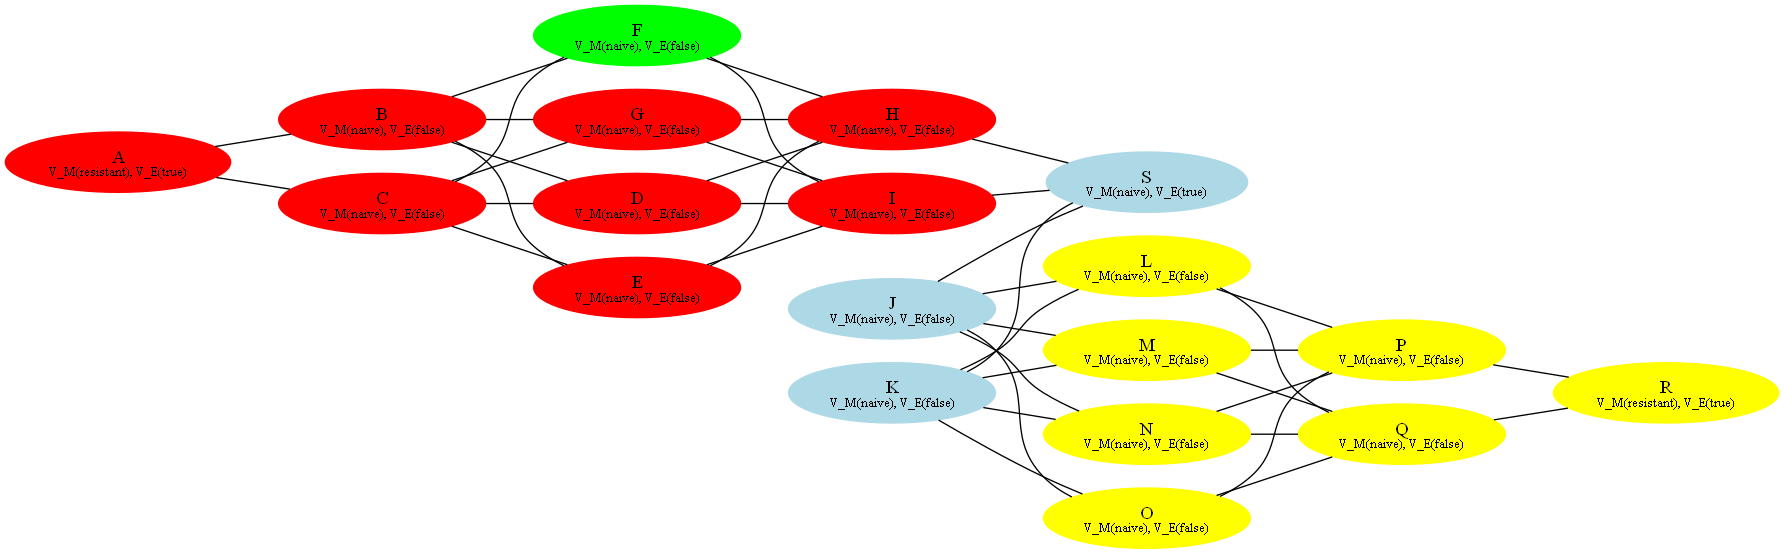 F
V_M(naive), V_E(false)
B
V_M(naive), V_E(false)
G
V_M(naive), V_E(false)
H
V_M(naive), V_E(false)
A
V_M(resistant), V_E(true)
S
V_M(naive), V_E(true)
C
V_M(naive), V_E(false)
D
V_M(naive), V_E(false)
I
V_M(naive), V_E(false)
L
V_M(naive), V_E(false)
E
V_M(naive), V_E(false)
J
V_M(naive), V_E(false)
M
V_M(naive), V_E(false)
P
V_M(naive), V_E(false)
K
V_M(naive), V_E(false)
R
V_M(resistant), V_E(true)
N
V_M(naive), V_E(false)
Q
V_M(naive), V_E(false)
O
V_M(naive), V_E(false)